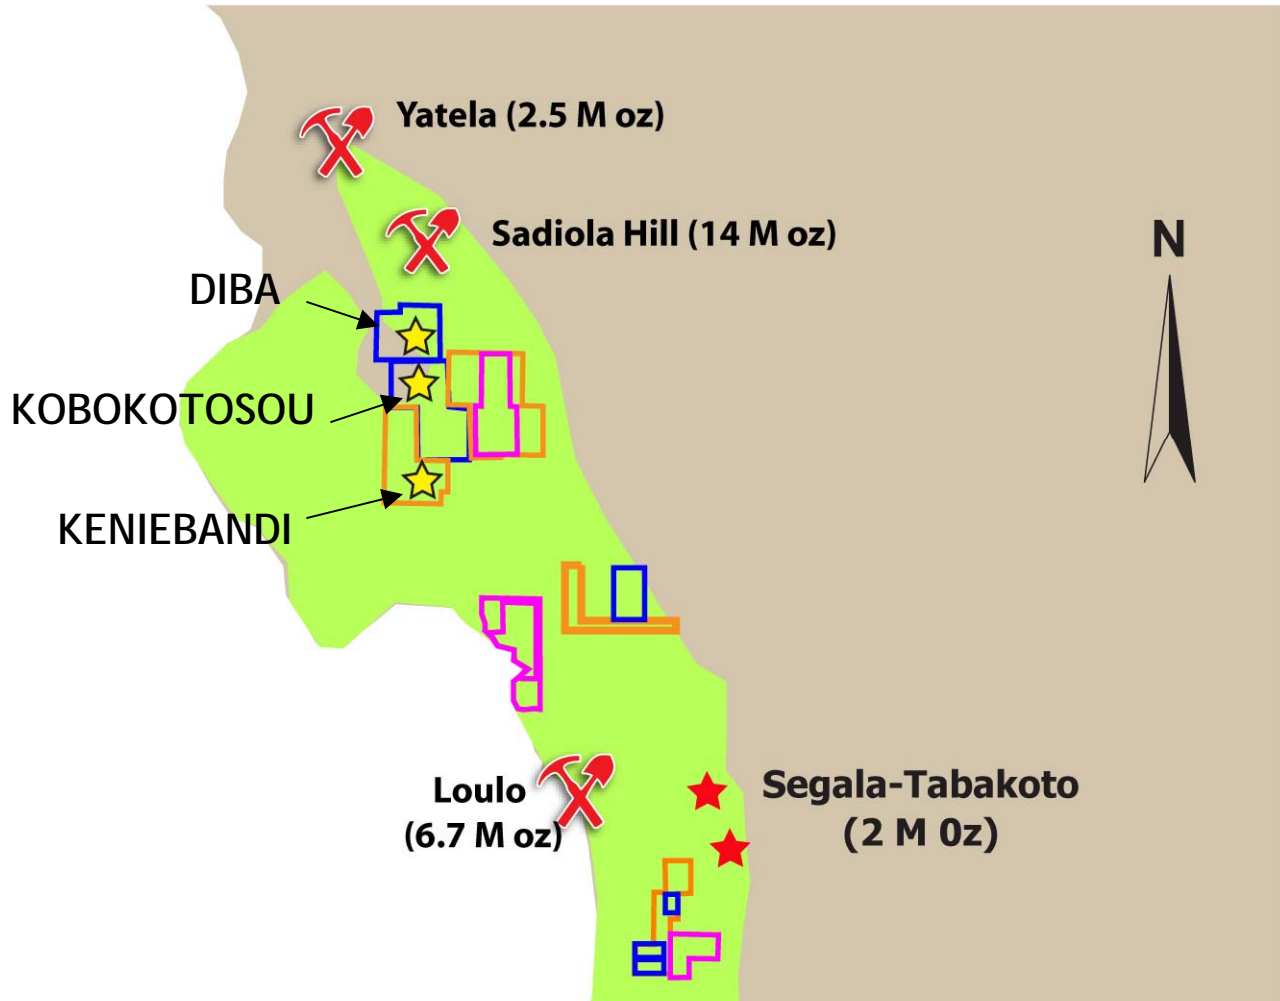 Yatela (2.5 M oz)
Sadiola Hill (14 M oz)
N
DIBA
KOBOKOTOSOU
KENIEBANDI
Loulo
(6.7 M oz)
Segala-Tabakoto
(2 M 0z)